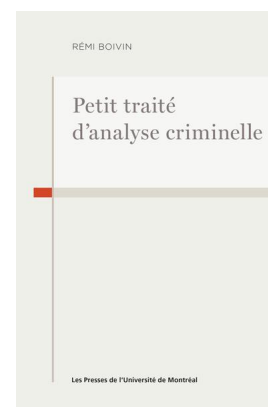 RÉMI BOIVIN
Petit traité
d'analyse criminelle
Les Presses de l'Université de Montréal